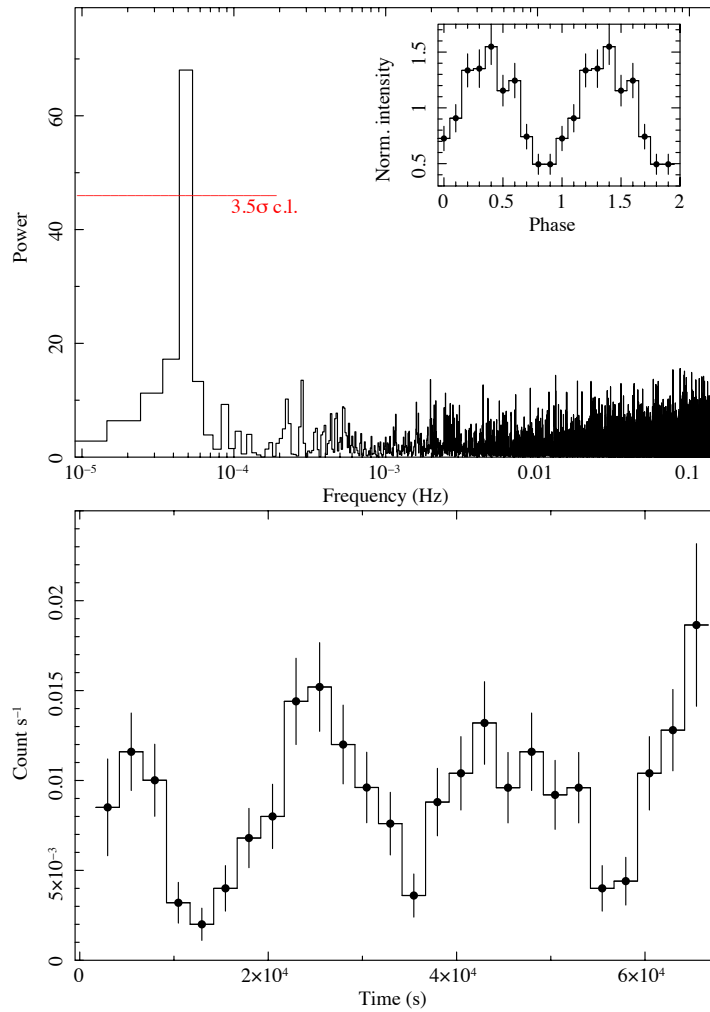 Power
0 20 40 60
3.5σ c.l.
Norm. intensity
0.5 1 1.5
0 0.5 1 1.5 2
Phase
10⁻⁵ 10⁻⁴ 10⁻³ 0.01 0.1
Frequency (Hz)
Count s⁻¹
0 5×10⁻³ 0.01 0.015 0.02
0 2×10⁴ 4×10⁴ 6×10⁴
Time (s)